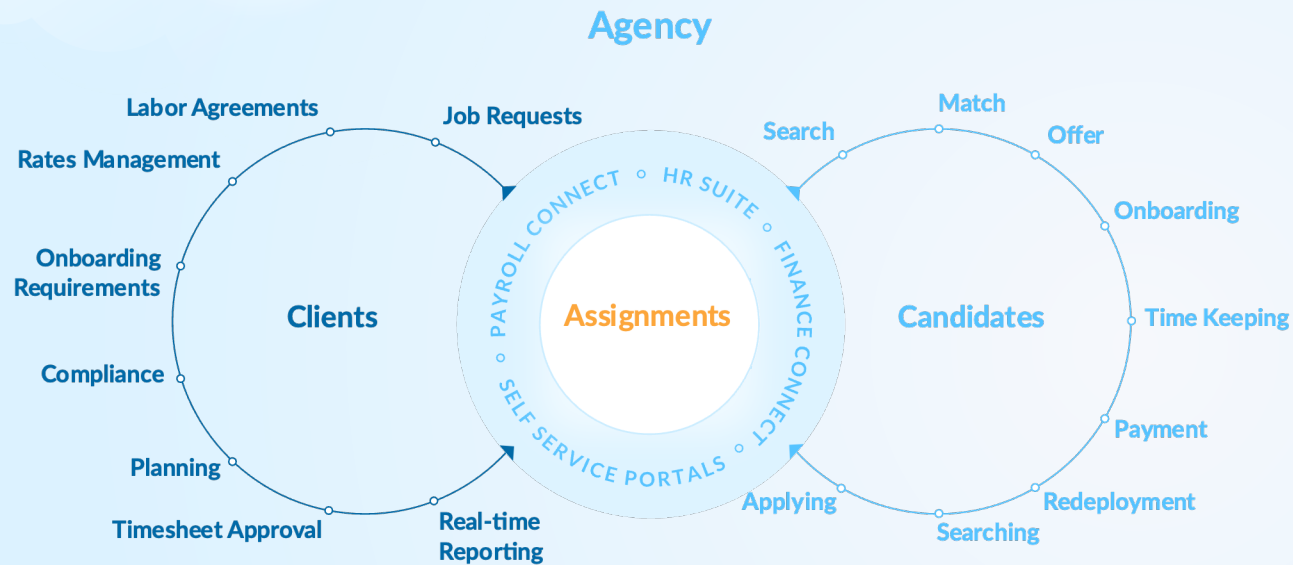 Agency
Labor Agreements
Job Requests
Rates Management
Onboarding
Requirements
Clients
Compliance
Planning
Timesheet Approval
Real-time
Reporting
PAYROLL CONNECT
HR SUITE
FINANCE CONNECT
SELF SERVICE PORTALS
Assignments
Search
Match
Offer
Onboarding
Candidates
Time Keeping
Payment
Redeployment
Searching
Applying